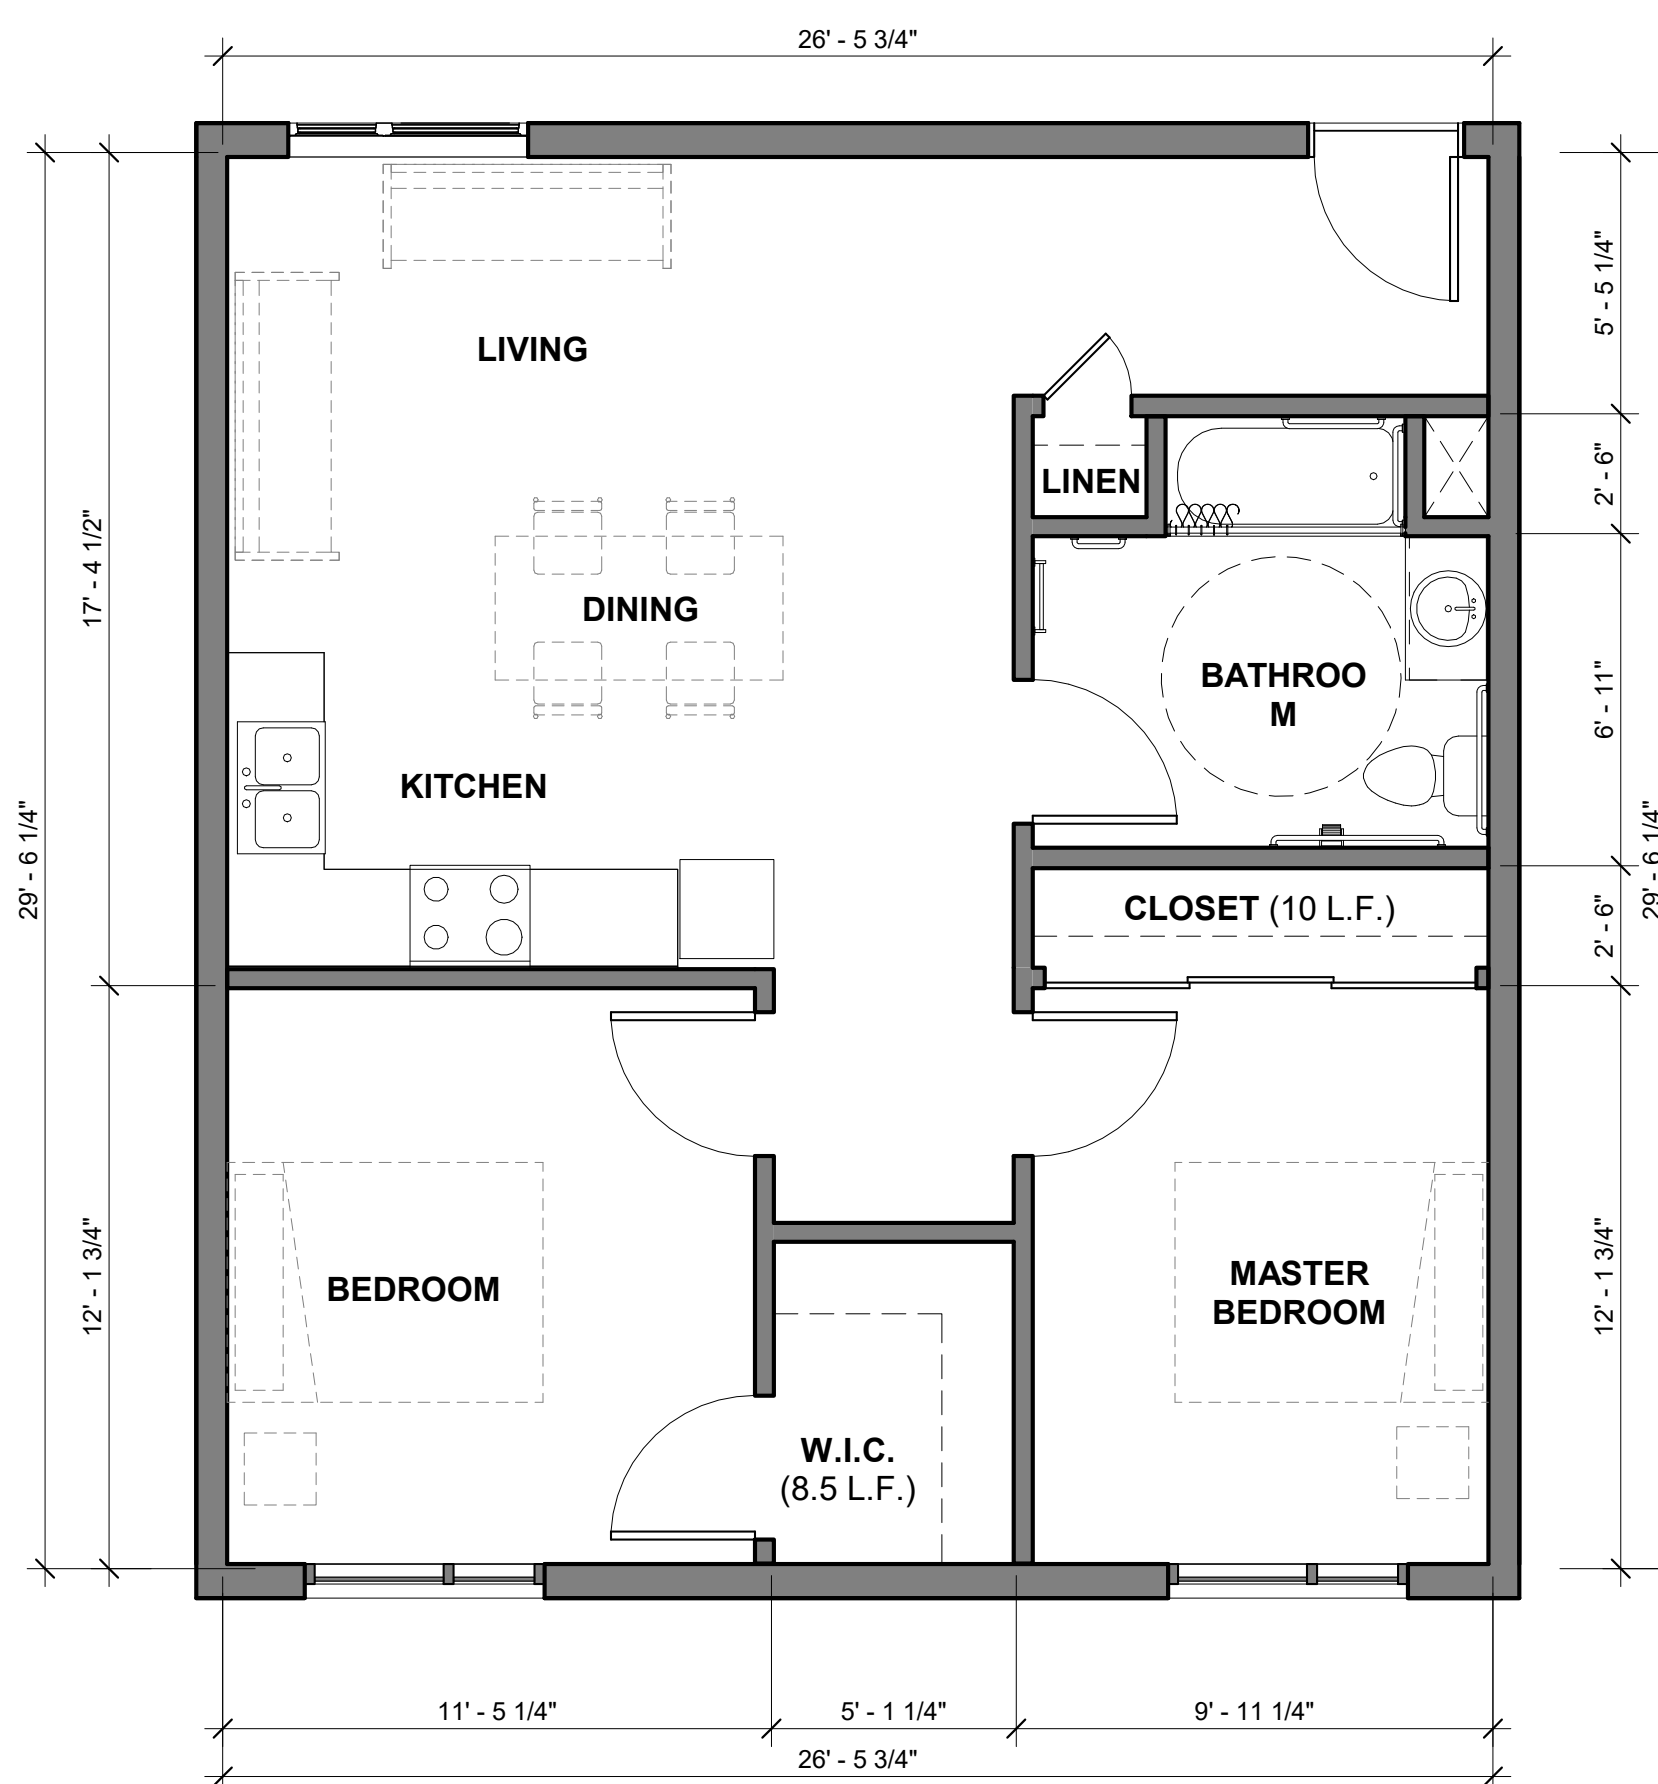 26' - 5 3/4"
5' - 5 1/4"
LIVING
2' - 6"
LINEN
17' - 4 1/2"
DINING
BATHROO
M
6' - 11"
KITCHEN
29' - 6 1/4"
29' - 6 1/4"
CLOSET (10 L.F.)
2' - 6"
12' - 1 3/4"
BEDROOM
MASTER
BEDROOM
12' - 1 3/4"
W.I.C.
(8.5 L.F.)
11' - 5 1/4"
5' - 1 1/4"
9' - 11 1/4"
26' - 5 3/4"